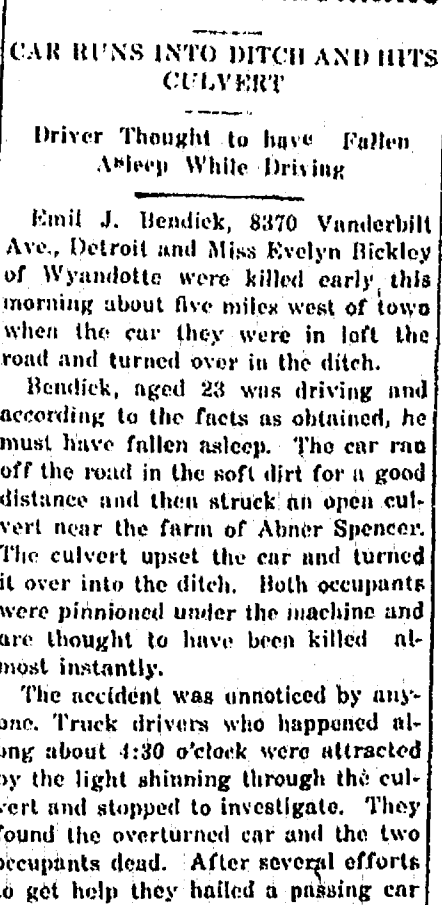 CAR RUNS INTO DITCH AND HITS
CULVERT
Driver Thought to have Fallen
Asleep While Driving
Emil J. Bendick, 8370 Vanderbilt
Ave., Detroit and Miss Evelyn Bickley
of Wyandotte were killed early this
morning about five miles west of town
when the car they were in left the
road and turned over in the ditch.
Bendick, aged 23 was driving and
according to the facts as obtained, he
must have fallen asleep. The car ran
off the road in the soft dirt for a good
distance and then struck an open cul-
vert near the farm of Abner Spencer.
The culvert upset the car and turned
it over into the ditch. Both occupants
were pinnioned under the machine and
are thought to have been killed al-
most instantly.
The accident was unnoticed by any-
one. Truck drivers who happened al-
ong about 4:30 o'clock were attracted
by the light shinning through the cul-
vert and stopped to investigate. They
found the overturned car and the two
occupants dead. After several efforts
to get help they hailed a passing car